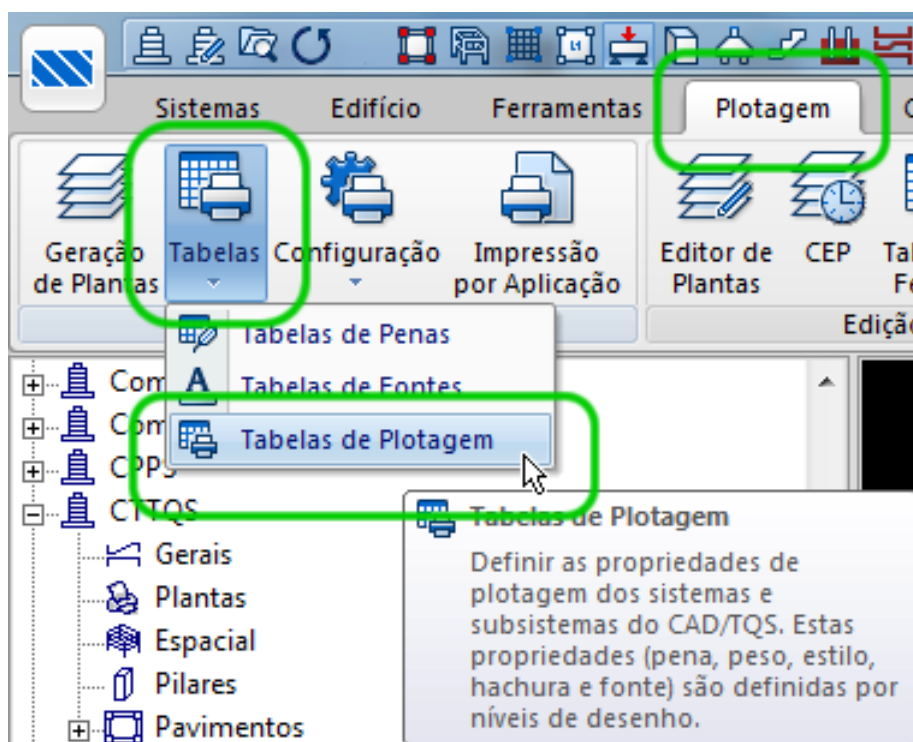 Sistemas Edifício Ferramentas Plotagem
Geração de Plantas
Tabelas
Configuração
Impressão por Aplicação
Editor de Plantas
CEP
Tabelas de Penas
Tabelas de Fontes
Tabelas de Plotagem
CPPS
CTTQS
Gerais
Plantas
Espacial
Pilares
Pavimentos
Tabelas de Plotagem
Definir as propriedades de
plotagem dos sistemas e
subsistemas do CAD/TQS. Estas
propriedades (pena, peso, estilo,
hachura e fonte) são definidas por
níveis de desenho.